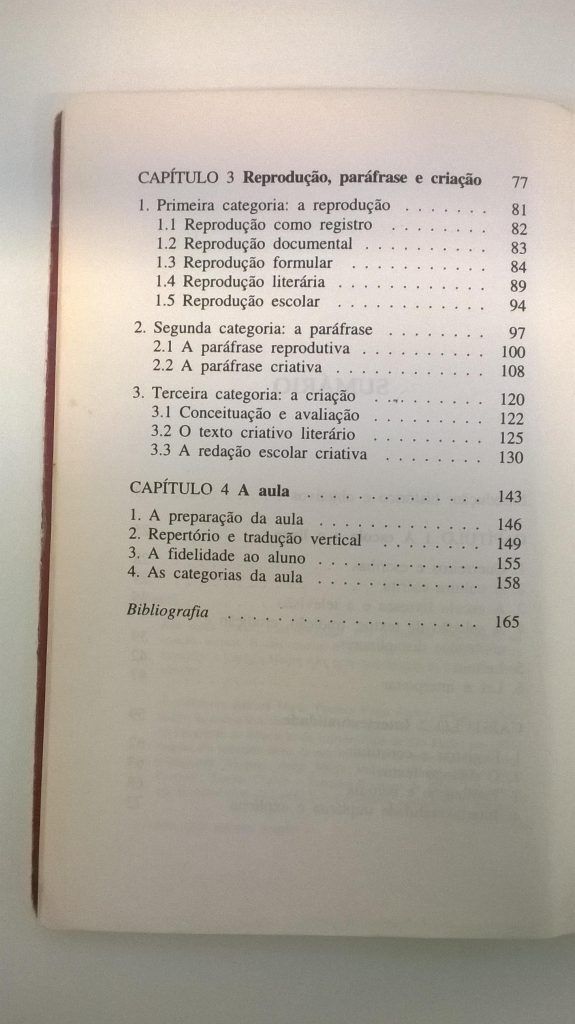 CAPÍTULO 3 Reprodução, paráfrase e criação 77
1. Primeira categoria: a reprodução . . . . . . . 81
1.1 Reprodução como registro . . . . . . . . 82
1.2 Reprodução documental . . . . . . . . . 83
1.3 Reprodução formular . . . . . . . . . . 84
1.4 Reprodução literária . . . . . . . . . . . 89
1.5 Reprodução escolar . . . . . . . . . . . 94
2. Segunda categoria: a paráfrase . . . . . . . . 97
2.1 A paráfrase reprodutiva . . . . . . . . . 100
2.2 A paráfrase criativa . . . . . . . . . . . 108
3. Terceira categoria: a criação . . . . . . . . . 120
3.1 Conceituação e avaliação . . . . . . . . . 122
3.2 O texto criativo literário . . . . . . . . 125
3.3 A redação escolar criativa . . . . . . . . 130
CAPÍTULO 4 A aula . . . . . . . . . . . . . . 143
1. A preparação da aula . . . . . . . . . . . . 146
2. Repertório e tradução vertical . . . . . . . . 149
3. A fidelidade ao aluno . . . . . . . . . . . . 155
4. As categorias da aula . . . . . . . . . . . . 158
Bibliografia . . . . . . . . . . . . . . . . . . . 165